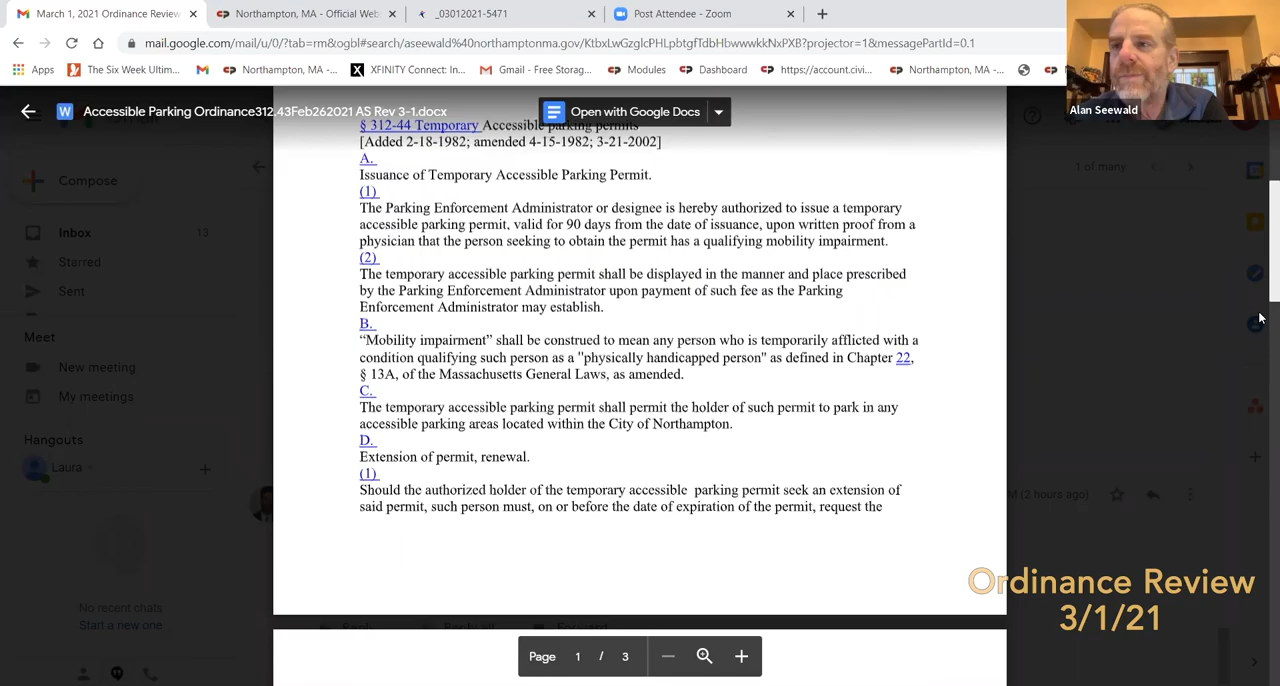 March 1, 2021 Ordinance Review
Northampton, MA - Official Web
_03012021-5471
Post Attendee - Zoom
mail.google.com/mail/u/0/?tab=rm&ogbl#search/aseewald%40northamptonma.gov/KtbxLwGzglcPHLpbtgfTdbHbwwwkkNxPXB?projector=1&messagePartId=0.1
Apps
The Six Week Ultim...
Northampton, MA -...
XFINITY Connect: In...
Gmail - Free Storag...
Modules
Dashboard
https://account.civi...
Northampton, MA -...
Alan Seewald
Accessible Parking Ordinance312.43Feb262021 AS Rev 3-1.docx
Open with Google Docs
Compose
Inbox 13
Starred
Sent
Meet
New meeting
My meetings
Hangouts
Laura
No recent chats
Start a new one
1 of many
(2 hours ago)
§ 312-44 Temporary Accessible parking permits
[Added 2-18-1982; amended 4-15-1982; 3-21-2002]
A.
Issuance of Temporary Accessible Parking Permit.
(1)
The Parking Enforcement Administrator or designee is hereby authorized to issue a temporary
accessible parking permit, valid for 90 days from the date of issuance, upon written proof from a
physician that the person seeking to obtain the permit has a qualifying mobility impairment.
(2)
The temporary accessible parking permit shall be displayed in the manner and place prescribed
by the Parking Enforcement Administrator upon payment of such fee as the Parking
Enforcement Administrator may establish.
B.
“Mobility impairment” shall be construed to mean any person who is temporarily afflicted with a
condition qualifying such person as a "physically handicapped person" as defined in Chapter 22,
§ 13A, of the Massachusetts General Laws, as amended.
C.
The temporary accessible parking permit shall permit the holder of such permit to park in any
accessible parking areas located within the City of Northampton.
D.
Extension of permit, renewal.
(1)
Should the authorized holder of the temporary accessible parking permit seek an extension of
said permit, such person must, on or before the date of expiration of the permit, request the
Page 1 / 3
Ordinance Review
3/1/21